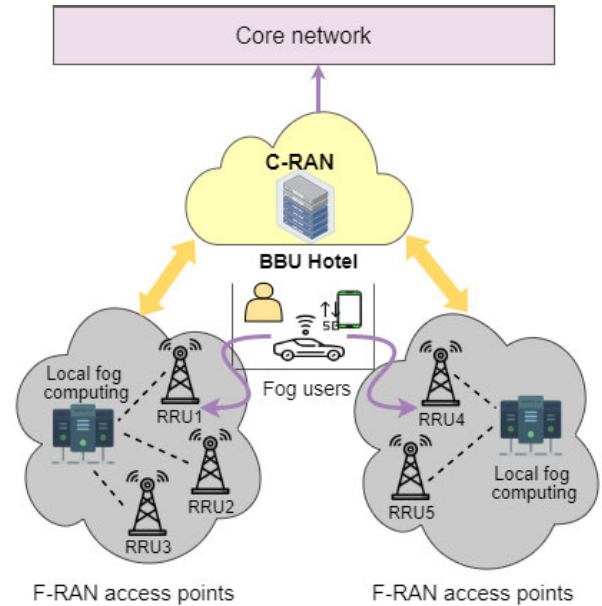 Core network
C-RAN
BBU Hotel
5G
Fog users
Local fog
computing
RRU1
RRU2
RRU3
RRU4
RRU5
Local fog
computing
F-RAN access points
F-RAN access points